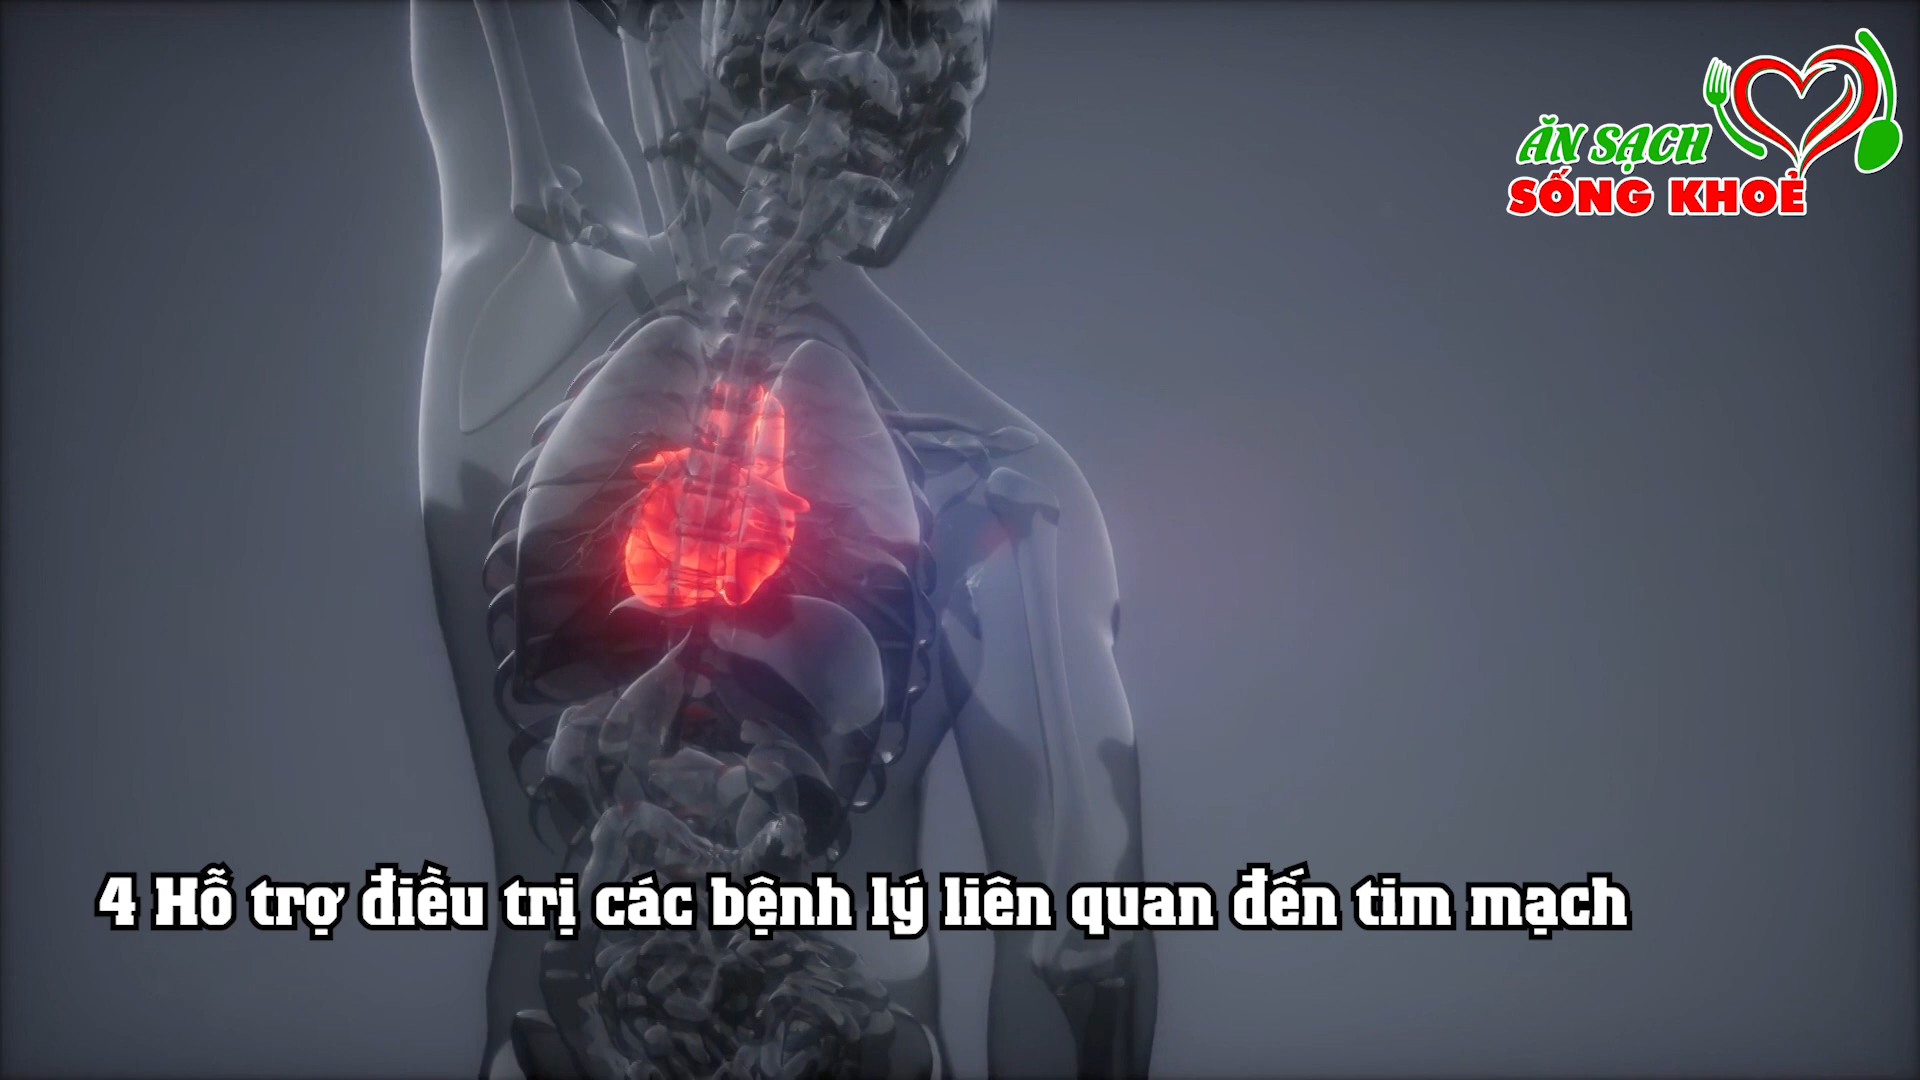 ĂN SẠCH
SỐNG KHOẺ
4 Hỗ trợ điều trị các bệnh lý liên quan đến tim mạch